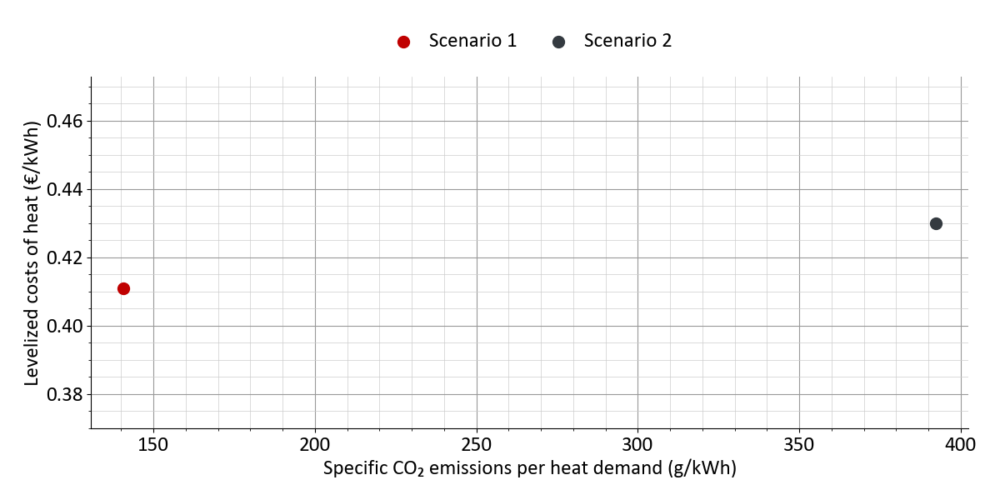 Scenario 1 Scenario 2
Levelized costs of heat (€/kWh)
0.46
0.44
0.42
0.40
0.38
150 200 250 300 350 400
Specific CO₂ emissions per heat demand (g/kWh)